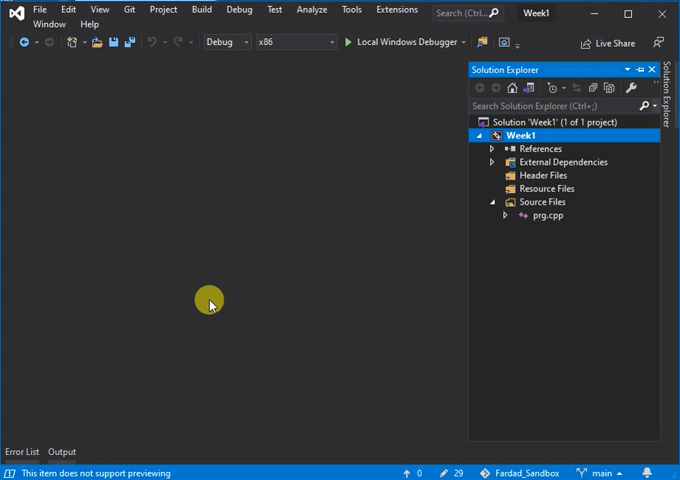 File Edit View Git Project Build Debug Test Analyze Tools Extensions Search (Ctrl... Week1
Window Help
Debug x86 Local Windows Debugger Live Share
Solution Explorer
Search Solution Explorer (Ctrl+;)
Solution 'Week1' (1 of 1 project)
Week1
References
External Dependencies
Header Files
Resource Files
Source Files
prg.cpp
Solution Explorer
Error List Output
This item does not support previewing 0 29 Fardad_Sandbox main